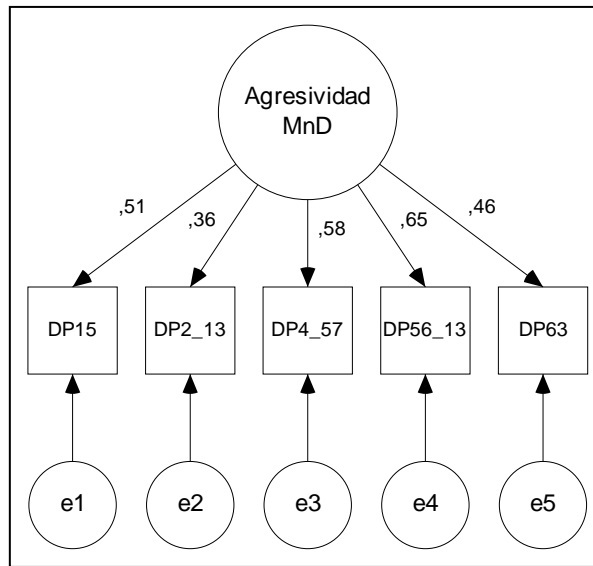 Agresividad
MnD
,51
,36
,58
,65
,46
DP15
DP2_13
DP4_57
DP56_13
DP63
e1
e2
e3
e4
e5